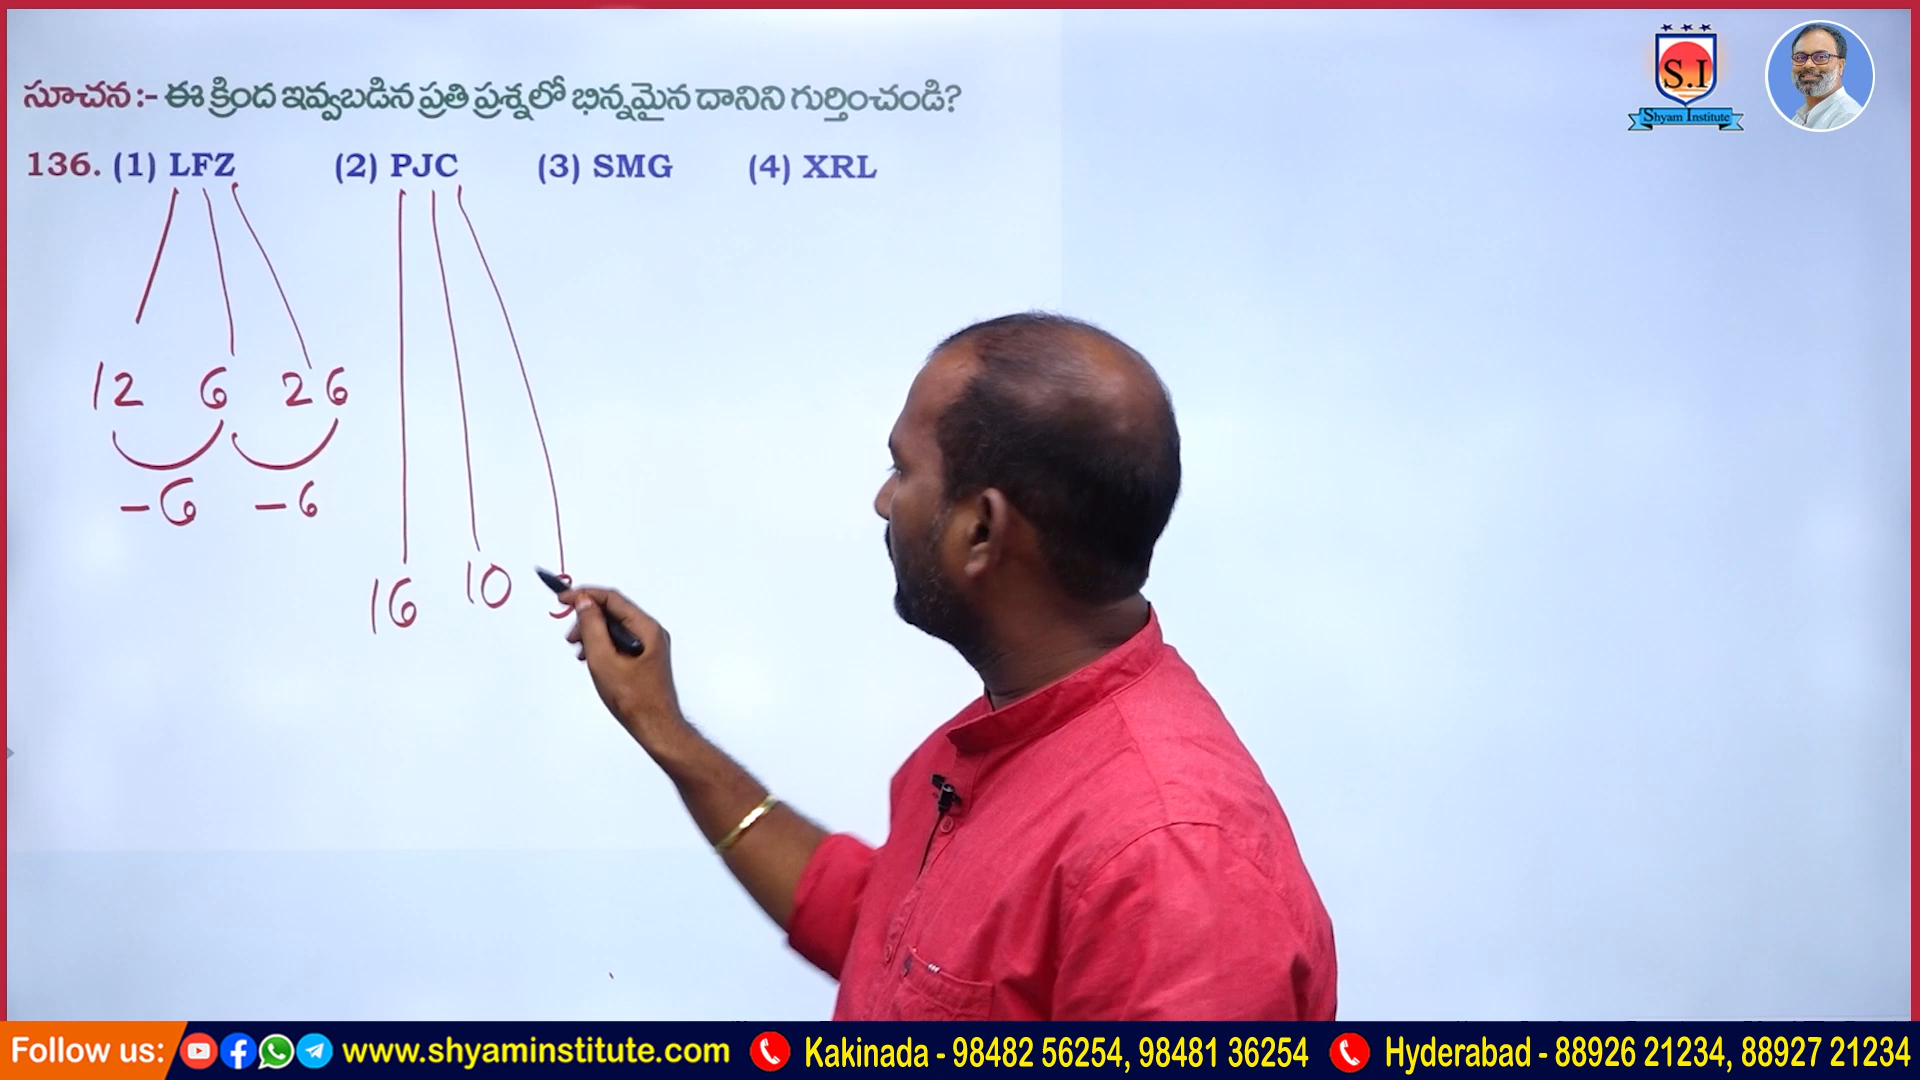 సూచన :- ఈ క్రింద ఇవ్వబడిన ప్రతి ప్రశ్నలో భిన్నమైన దానిని గుర్తించండి?
136. (1) LFZ (2) PJC (3) SMG (4) XRL
12 6 26
-6 -6
16 10 3
S.I
Shyam Institute
Follow us: www.shyaminstitute.com Kakinada - 98482 56254, 98481 36254 Hyderabad - 88926 21234, 88927 21234